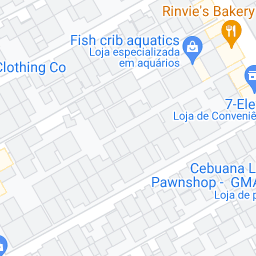 Rinvie's Bakery
Fish crib aquatics
Loja especializada
em aquários
Clothing Co
7-Ele
Loja de Conveniê
Cebuana L
Pawnshop - GMA
Loja de p